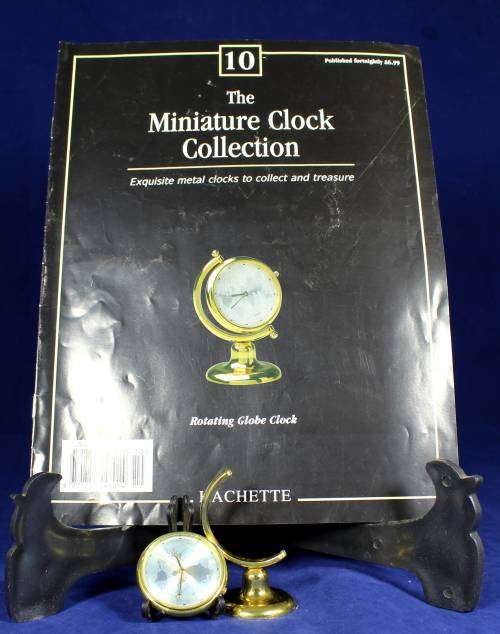 10
Published fortnightly £6.99
The
Miniature Clock
Collection
Exquisite metal clocks to collect and treasure
Rotating Globe Clock
HACHETTE